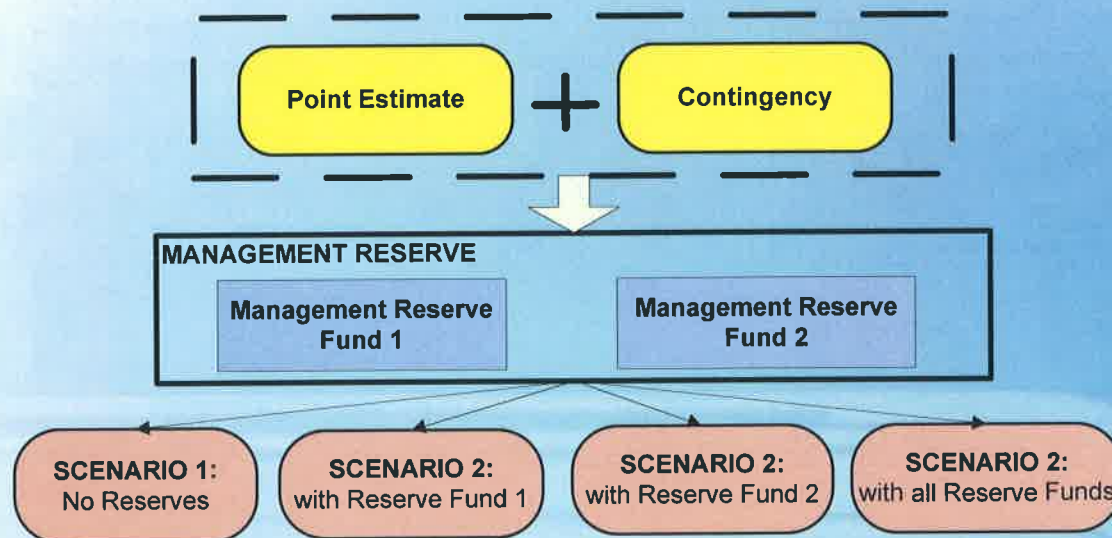 Point Estimate
Contingency
MANAGEMENT RESERVE
Management Reserve
Fund 1
Management Reserve
Fund 2
SCENARIO 1:
No Reserves
SCENARIO 2:
with Reserve Fund 1
SCENARIO 2:
with Reserve Fund 2
SCENARIO 2:
with all Reserve Funds